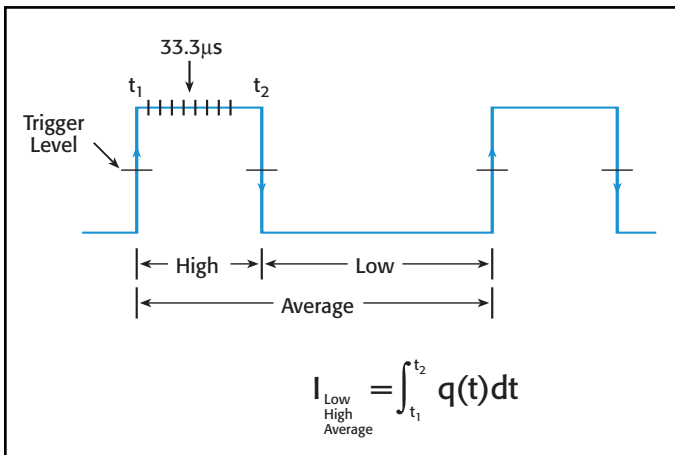 33.3µs
t1 t2
Trigger
Level
High Low
Average
I Low High Average = ∫ t1 t2 q(t)dt